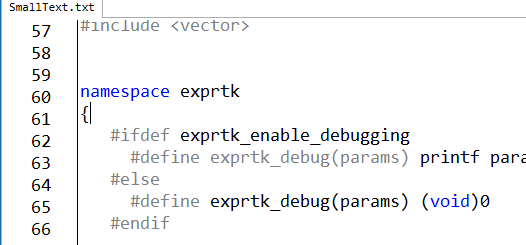 SmallText.txt
57 #include <vector>
58
59
60 namespace exprtk
61 {
62 #ifdef exprtk_enable_debugging
63 #define exprtk_debug(params) printf para
64 #else
65 #define exprtk_debug(params) (void)0
66 #endif